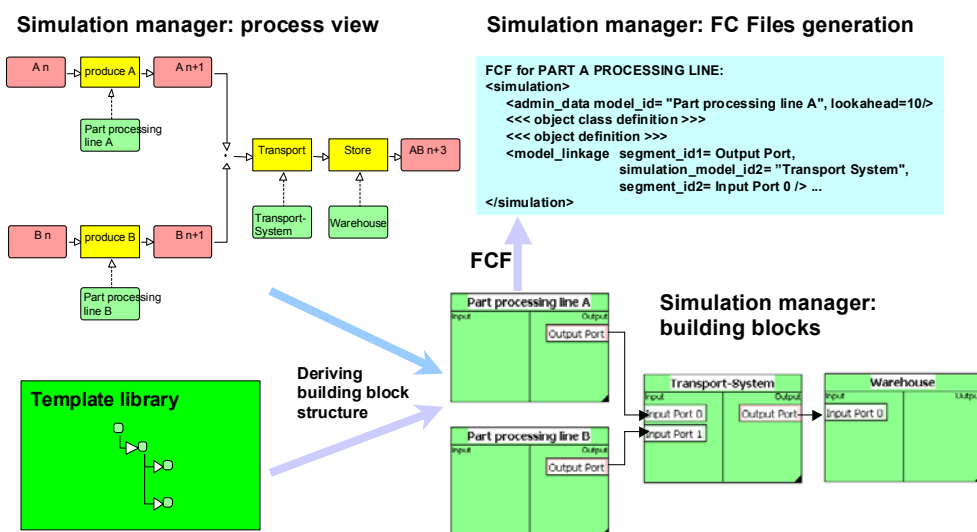 Simulation manager: process view
A n
produce A
A n+1
Part processing
line A
Transport
Store
AB n+3
Transport-
System
Warehouse
B n
produce B
B n+1
Part processing
line B
Simulation manager: FC Files generation
FCF for PART A PROCESSING LINE:
<simulation>
<admin_data model_id= "Part processing line A", lookahead=10/>
<<< object class definition >>>
<<< object definition >>>
<model_linkage segment_id1= Output Port,
simulation_model_id2= "Transport System",
segment_id2= Input Port 0 /> ...
</simulation>
FCF
Template library
Deriving
building block
structure
Simulation manager:
building blocks
Part processing line A
Input Output
Output Port
Part processing line B
Input Output
Output Port
Transport-System
Input Output
Input Port 0 Output Port
Input Port 1
Warehouse
Input Output
Input Port 0